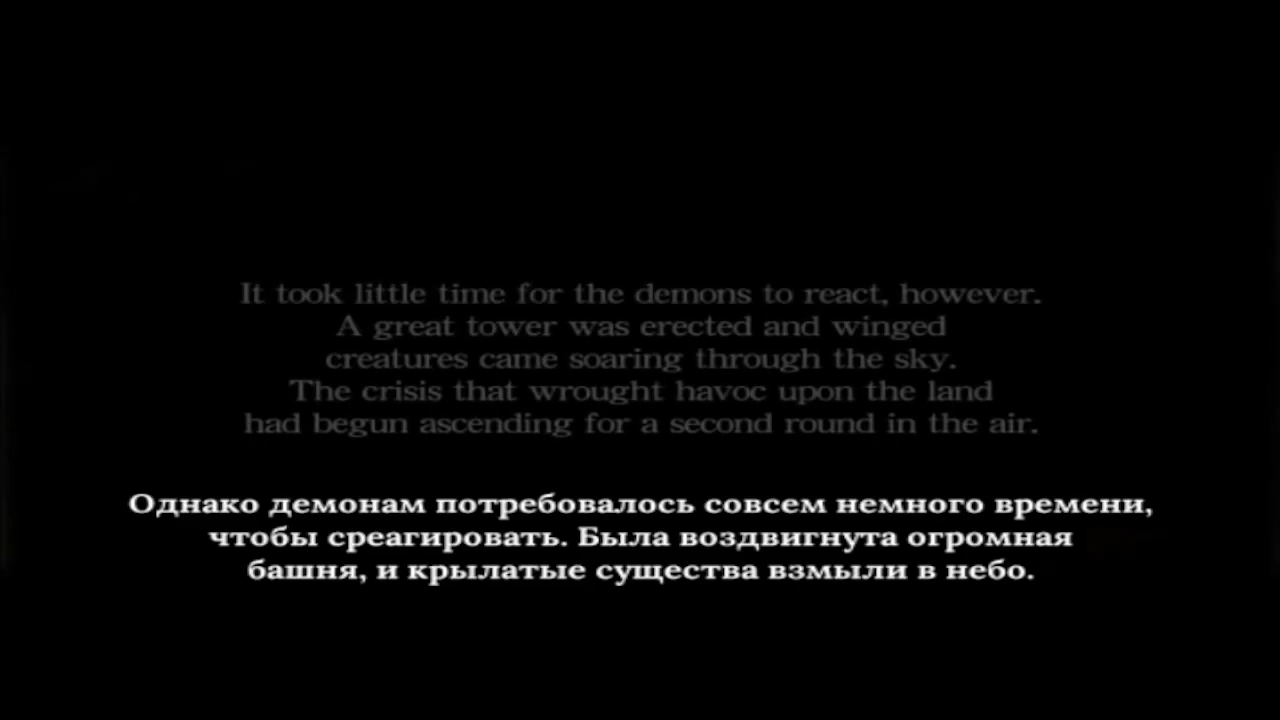 It took little time for the demons to react, however.
A great tower was erected and winged
creatures came soaring through the sky.
The crisis that wrought havoc upon the land
had begun ascending for a second round in the air.
Однако демонам потребовалось совсем немного времени,
чтобы среагировать. Была воздвигнута огромная
башня, и крылатые существа взмыли в небо.